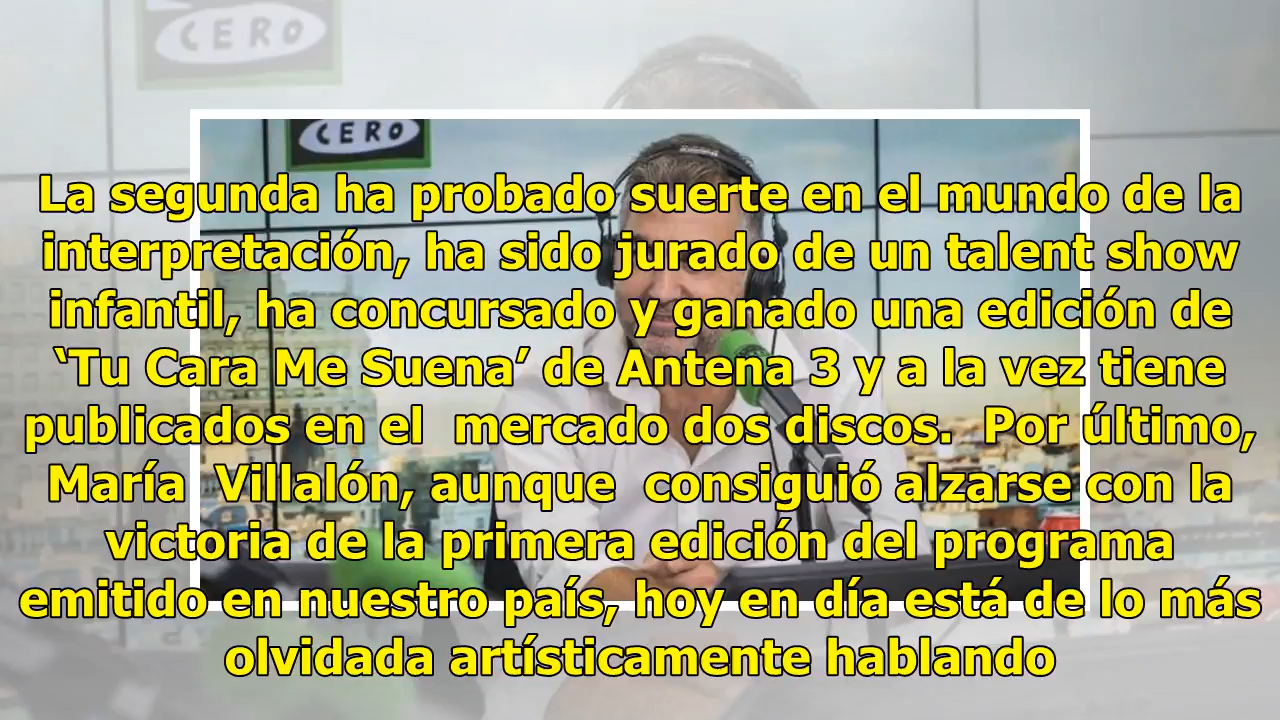 CERO
CERO
La segunda ha probado suerte en el mundo de la
interpretación, ha sido jurado de un talent show
infantil, ha concursado y ganado una edición de
‘Tu Cara Me Suena’ de Antena 3 y a la vez tiene
publicados en el  mercado dos discos.  Por último,
María  Villalón, aunque  consiguió alzarse con la
victoria de la primera edición del programa
emitido en nuestro país, hoy en día está de lo más
olvidada artísticamente hablando